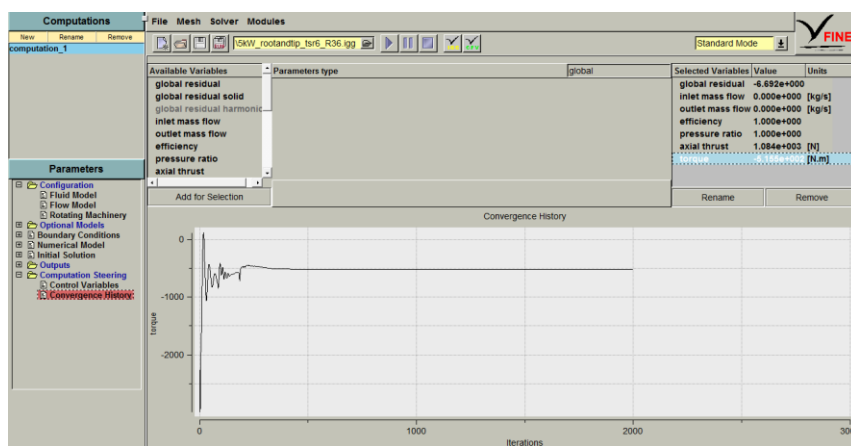 Computations
File Mesh Solver Modules
New Rename Remove
computation_1
\5kW_rootandtip_tsr6_R36.igg
Standard Mode
FINE
Available Variables
global residual
global residual solid
global residual harmonic
inlet mass flow
outlet mass flow
efficiency
pressure ratio
axial thrust
Add for Selection
Parameters type
global
Selected Variables Value Units
global residual -6.692e+000
inlet mass flow 0.000e+000 [kg/s]
outlet mass flow 0.000e+000 [kg/s]
efficiency 1.000e+000
pressure ratio 1.000e+000
axial thrust 1.084e+003 [N]
torque [N.m]
Rename Remove
Parameters
Configuration
Fluid Model
Flow Model
Rotating Machinery
Optional Models
Boundary Conditions
Numerical Model
Initial Solution
Outputs
Computation Steering
Control Variables
Convergence History
Convergence History
0
-1000
-2000
torque
0 1000 2000 300
Iterations